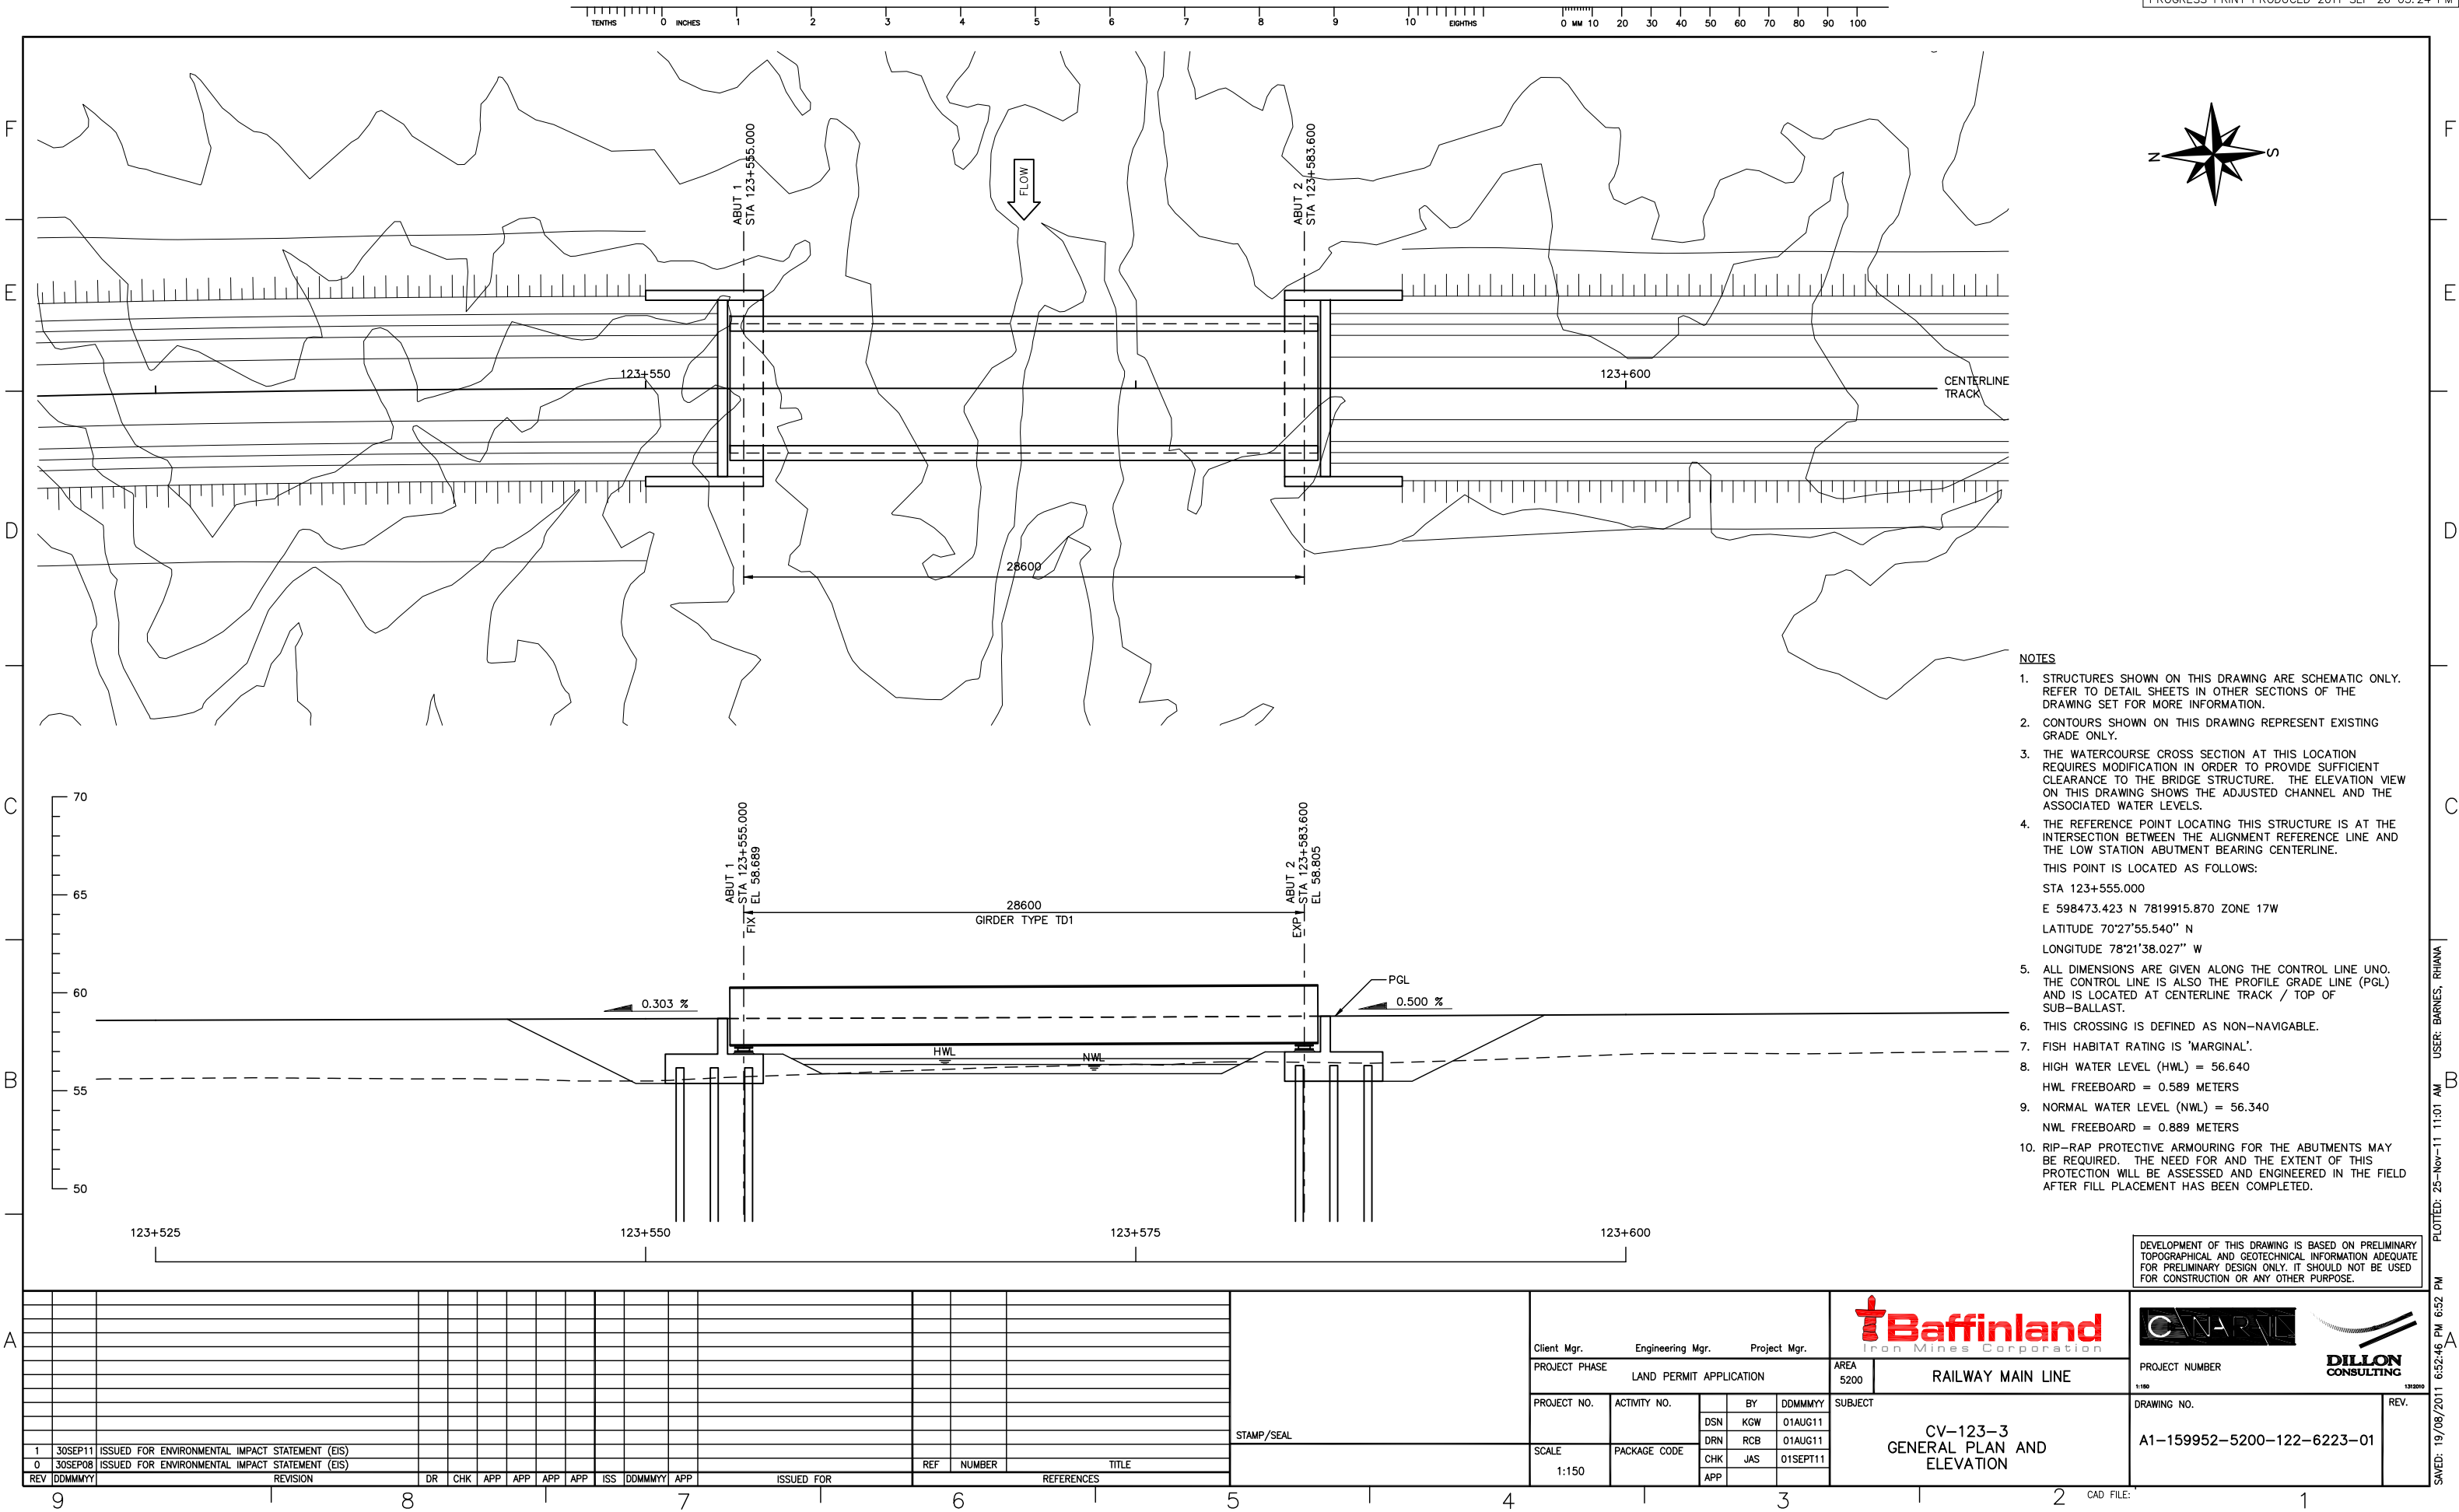 TENTHS 0 INCHES 1 2 3 4 5 6 7 8 9 10 EIGHTHS 0 MM 10 20 30 40 50 60 70 80 90 100
PROGRESS PRINT PRODUCED 2011 SEP 26 05:24 PM
F
F
E
E
D
D
C
C
B
B
A
A
N
S
ABUT 1
STA 123+555.000
FLOW
ABUT 2
STA 123+583.600
123+550
123+600
CENTERLINE
TRACK
28600
NOTES
1. STRUCTURES SHOWN ON THIS DRAWING ARE SCHEMATIC ONLY.
REFER TO DETAIL SHEETS IN OTHER SECTIONS OF THE
DRAWING SET FOR MORE INFORMATION.
2. CONTOURS SHOWN ON THIS DRAWING REPRESENT EXISTING
GRADE ONLY.
3. THE WATERCOURSE CROSS SECTION AT THIS LOCATION
REQUIRES MODIFICATION IN ORDER TO PROVIDE SUFFICIENT
CLEARANCE TO THE BRIDGE STRUCTURE. THE ELEVATION VIEW
ON THIS DRAWING SHOWS THE ADJUSTED CHANNEL AND THE
ASSOCIATED WATER LEVELS.
4. THE REFERENCE POINT LOCATING THIS STRUCTURE IS AT THE
INTERSECTION BETWEEN THE ALIGNMENT REFERENCE LINE AND
THE LOW STATION ABUTMENT BEARING CENTERLINE.
THIS POINT IS LOCATED AS FOLLOWS:
STA 123+555.000
E 598473.423 N 7819915.870 ZONE 17W
LATITUDE 70°27'55.540'' N
LONGITUDE 78°21'38.027'' W
5. ALL DIMENSIONS ARE GIVEN ALONG THE CONTROL LINE UNO.
THE CONTROL LINE IS ALSO THE PROFILE GRADE LINE (PGL)
AND IS LOCATED AT CENTERLINE TRACK / TOP OF
SUB-BALLAST.
6. THIS CROSSING IS DEFINED AS NON-NAVIGABLE.
7. FISH HABITAT RATING IS 'MARGINAL'.
8. HIGH WATER LEVEL (HWL) = 56.640
HWL FREEBOARD = 0.589 METERS
9. NORMAL WATER LEVEL (NWL) = 56.340
NWL FREEBOARD = 0.889 METERS
10. RIP-RAP PROTECTIVE ARMOURING FOR THE ABUTMENTS MAY
BE REQUIRED. THE NEED FOR AND THE EXTENT OF THIS
PROTECTION WILL BE ASSESSED AND ENGINEERED IN THE FIELD
AFTER FILL PLACEMENT HAS BEEN COMPLETED.
70
65
60
55
50
ABUT 1
STA 123+555.000
EL 58.689
FIX
28600
GIRDER TYPE TD1
ABUT 2
STA 123+583.600
EL 58.805
EXP
0.303 %
PGL
0.500 %
HWL
NWL
123+525
123+550
123+575
123+600
DEVELOPMENT OF THIS DRAWING IS BASED ON PRELIMINARY
TOPOGRAPHICAL AND GEOTECHNICAL INFORMATION ADEQUATE
FOR PRELIMINARY DESIGN ONLY. IT SHOULD NOT BE USED
FOR CONSTRUCTION OR ANY OTHER PURPOSE.
SAVED: 19/08/2011 6:52:46 PM 6:52 PM PLOTTED: 25-Nov-11 11:01 AM USER: BARNES, RHIANA
1 30SEP11 ISSUED FOR ENVIRONMENTAL IMPACT STATEMENT (EIS)
0 30SEP08 ISSUED FOR ENVIRONMENTAL IMPACT STATEMENT (EIS)
REV DDMMMYY REVISION DR CHK APP APP APP APP ISS DDMMMYY APP ISSUED FOR
REF NUMBER TITLE
REFERENCES
STAMP/SEAL
Client Mgr. Engineering Mgr. Project Mgr.
PROJECT PHASE
LAND PERMIT APPLICATION
PROJECT NO. ACTIVITY NO. BY DDMMMYY
DSN KGW 01AUG11
DRN RCB 01AUG11
CHK JAS 01SEPT11
APP
SCALE
1:150
PACKAGE CODE
Baffinland
Iron Mines Corporation
AREA
5200
RAILWAY MAIN LINE
SUBJECT
CV-123-3
GENERAL PLAN AND
ELEVATION
CANARAIL
DILLON
CONSULTING
PROJECT NUMBER
1:150
1312010
DRAWING NO.
A1-159952-5200-122-6223-01
REV.
CAD FILE:
9 8 7 6 5 4 3 2 1